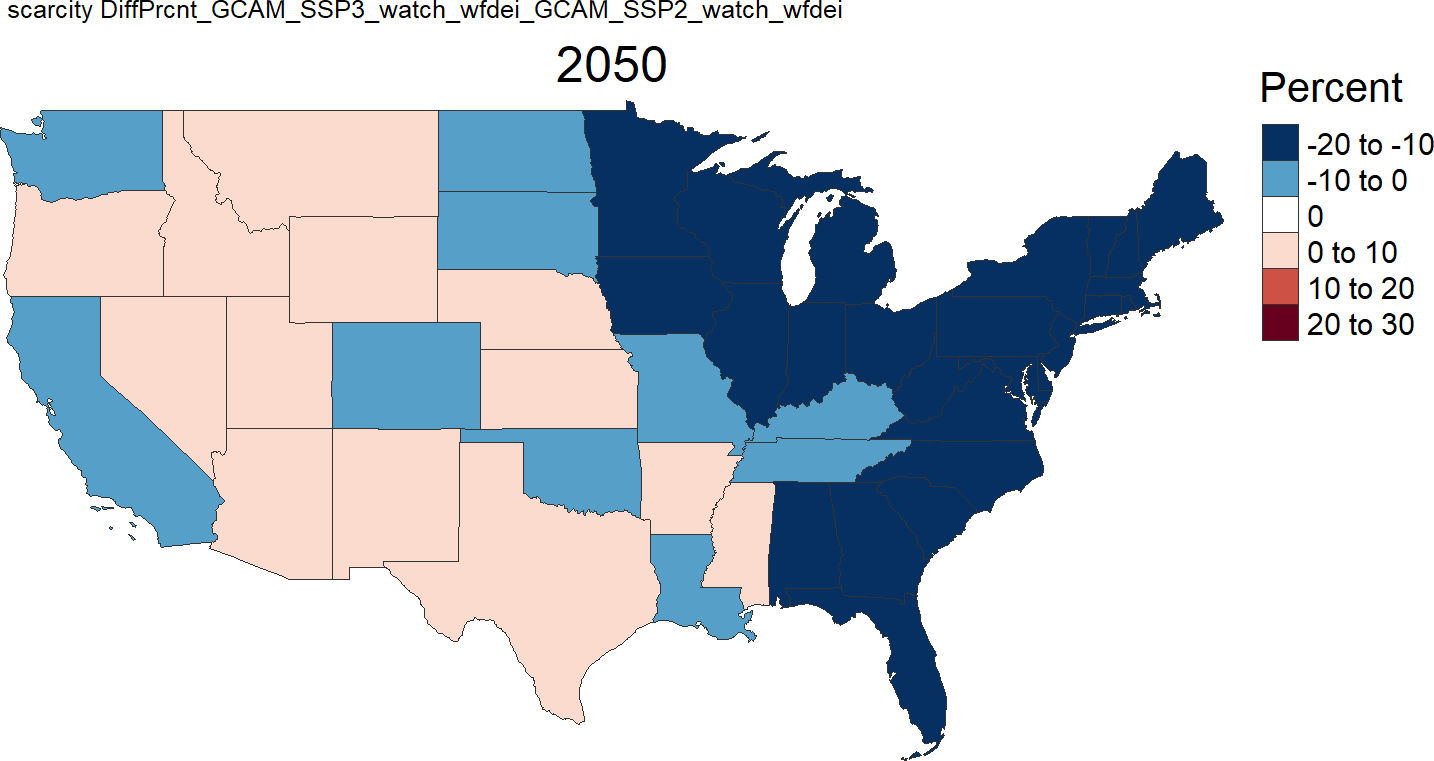 scarcity DiffPrcnt_GCAM_SSP3_watch_wfdei_GCAM_SSP2_watch_wfdei
2050
Percent
-20 to -10
-10 to 0
0
0 to 10
10 to 20
20 to 30